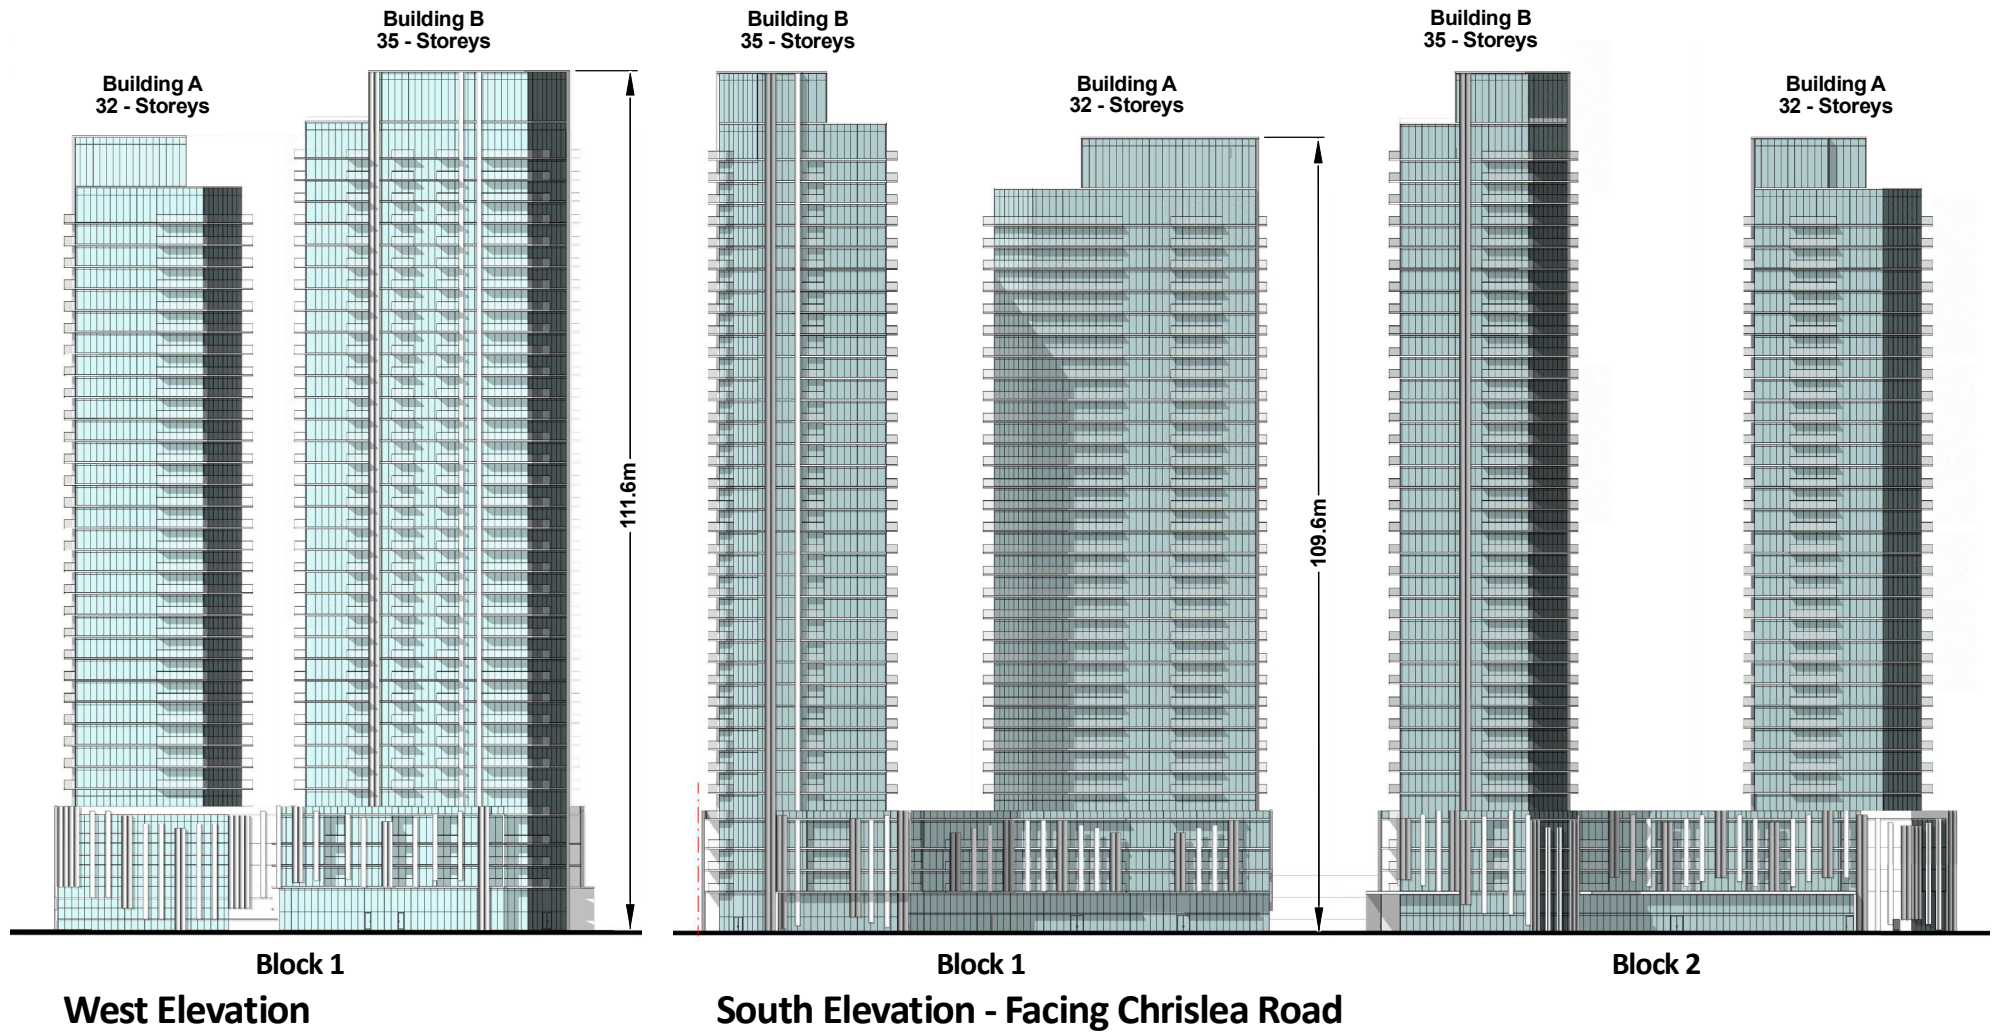 Building B
35 - Storeys
Building A
32 - Storeys
111.6m
Block 1
West Elevation
Building B
35 - Storeys
Building A
32 - Storeys
109.6m
Block 1
Building B
35 - Storeys
Building A
32 - Storeys
Block 2
South Elevation - Facing Chrislea Road